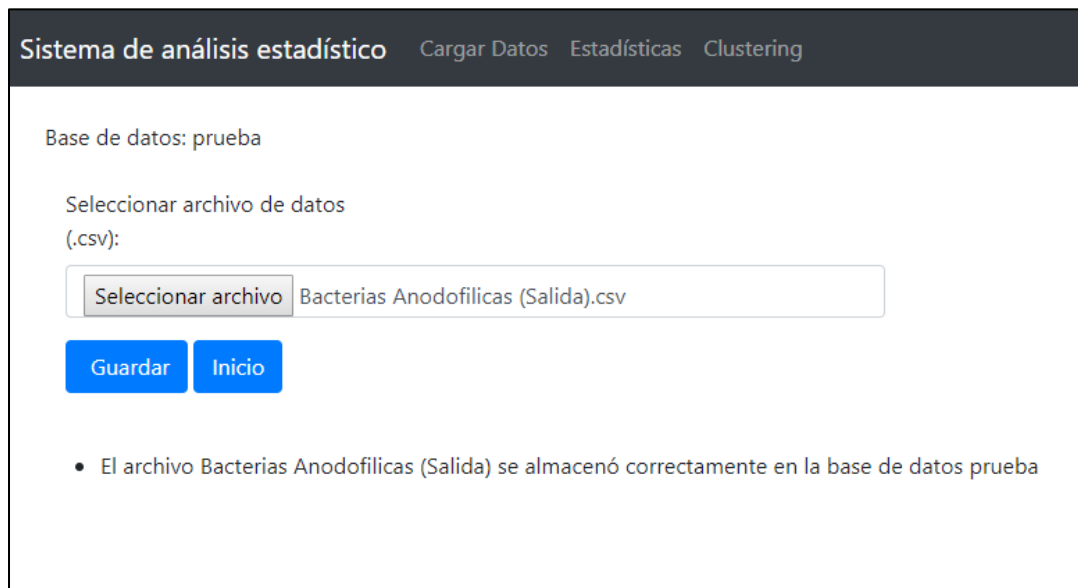 Sistema de análisis estadístico Cargar Datos Estadísticas Clustering
Base de datos: prueba
Seleccionar archivo de datos
(.csv):
Seleccionar archivo Bacterias Anodofilicas (Salida).csv
Guardar Inicio
• El archivo Bacterias Anodofilicas (Salida) se almacenó correctamente en la base de datos prueba